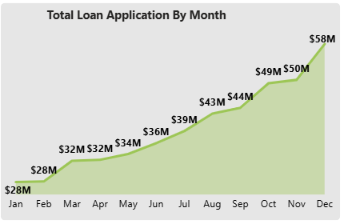 Total Loan Application By Month
$58M
$49M $50M
$43M $44M
$39M
$36M
$32M $32M $34M
$28M
$28M
Jan Feb Mar Apr May Jun Jul Aug Sep Oct Nov Dec